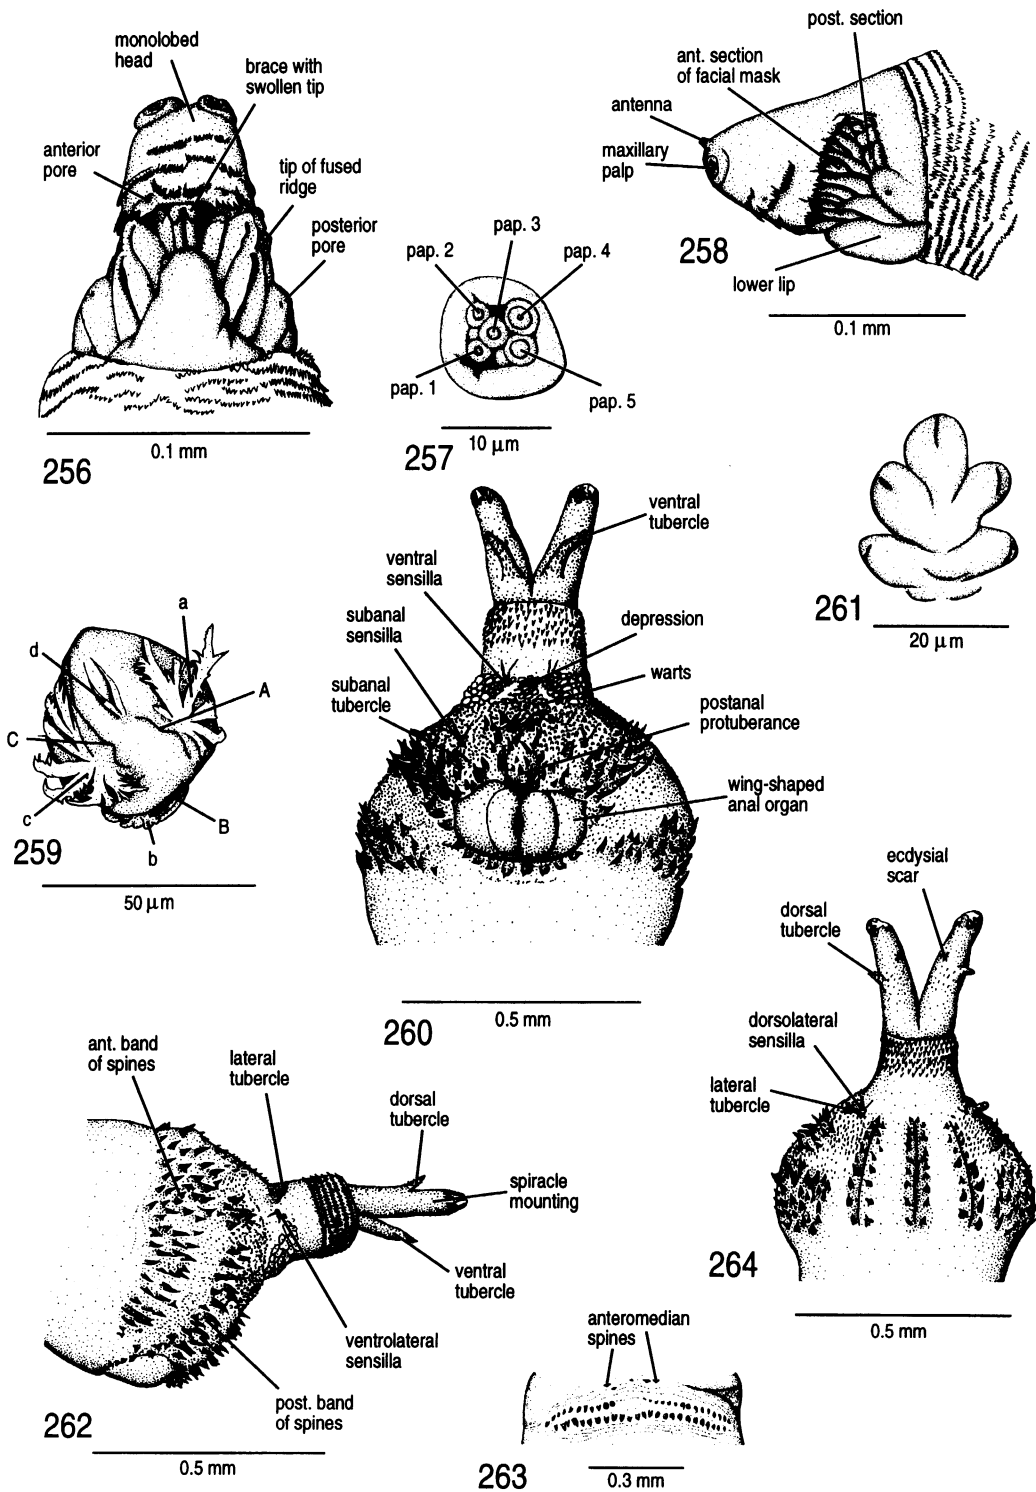 monolobed
head
brace with
swollen tip
anterior
pore
tip of fused
ridge
posterior
pore
0.1 mm
256
pap. 3
pap. 2
pap. 4
pap. 1
pap. 5
10 μm
257
post. section
ant. section
of facial mask
antenna
maxillary
palp
258
lower lip
0.1 mm
a
d
A
C
c
B
b
259
50 μm
ventral
tubercle
ventral
sensilla
subanal
sensilla
depression
subanal
tubercle
warts
postanal
protuberance
wing-shaped
anal organ
260
0.5 mm
261
20 μm
ant. band
of spines
lateral
tubercle
dorsal
tubercle
spiracle
mounting
ventral
tubercle
ventrolateral
sensilla
post. band
of spines
262
0.5 mm
anteromedian
spines
263
0.3 mm
ecdysial
scar
dorsal
tubercle
dorsolateral
sensilla
lateral
tubercle
264
0.5 mm